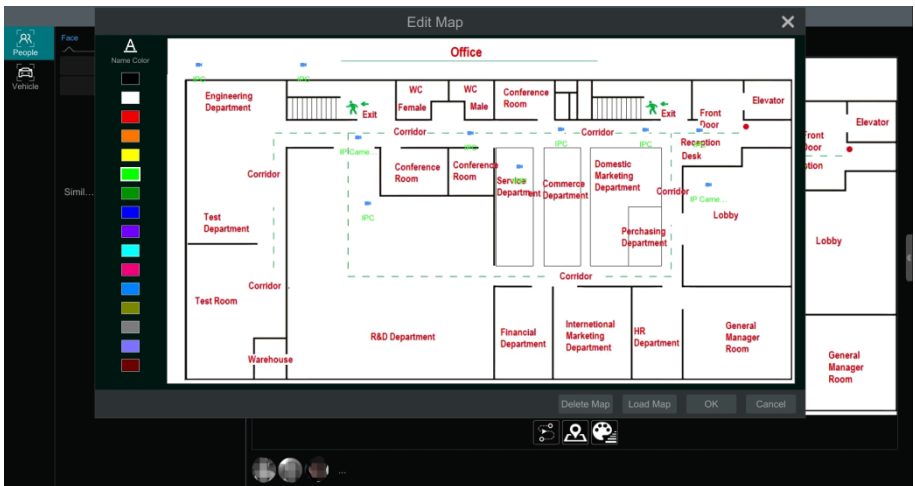 Edit Map
People
Face
Vehicle
Simil...
A
Name Color
Office
IPC
IPC
Engineering
Department
WC
Female
WC
Male
Conference
Room
Exit
Exit
Front
Door
Elevator
Corridor
Corridor
IPC
IPC
IPC
IPC
Reception
Desk
IP Came...
Conference
Room
Conference
Room
Service
Department
Commerce
Department
Domestic
Marketing
Department
Corridor
Corridor
IP Came...
Lobby
IPC
Test
Department
Perchasing
Department
Corridor
Corridor
Test Room
R&D Department
Warehouse
Financial
Department
International
Marketing
Department
HR
Department
General
Manager
Room
Delete Map
Load Map
OK
Cancel
Elevator
Lobby
General
Manager
Room
...